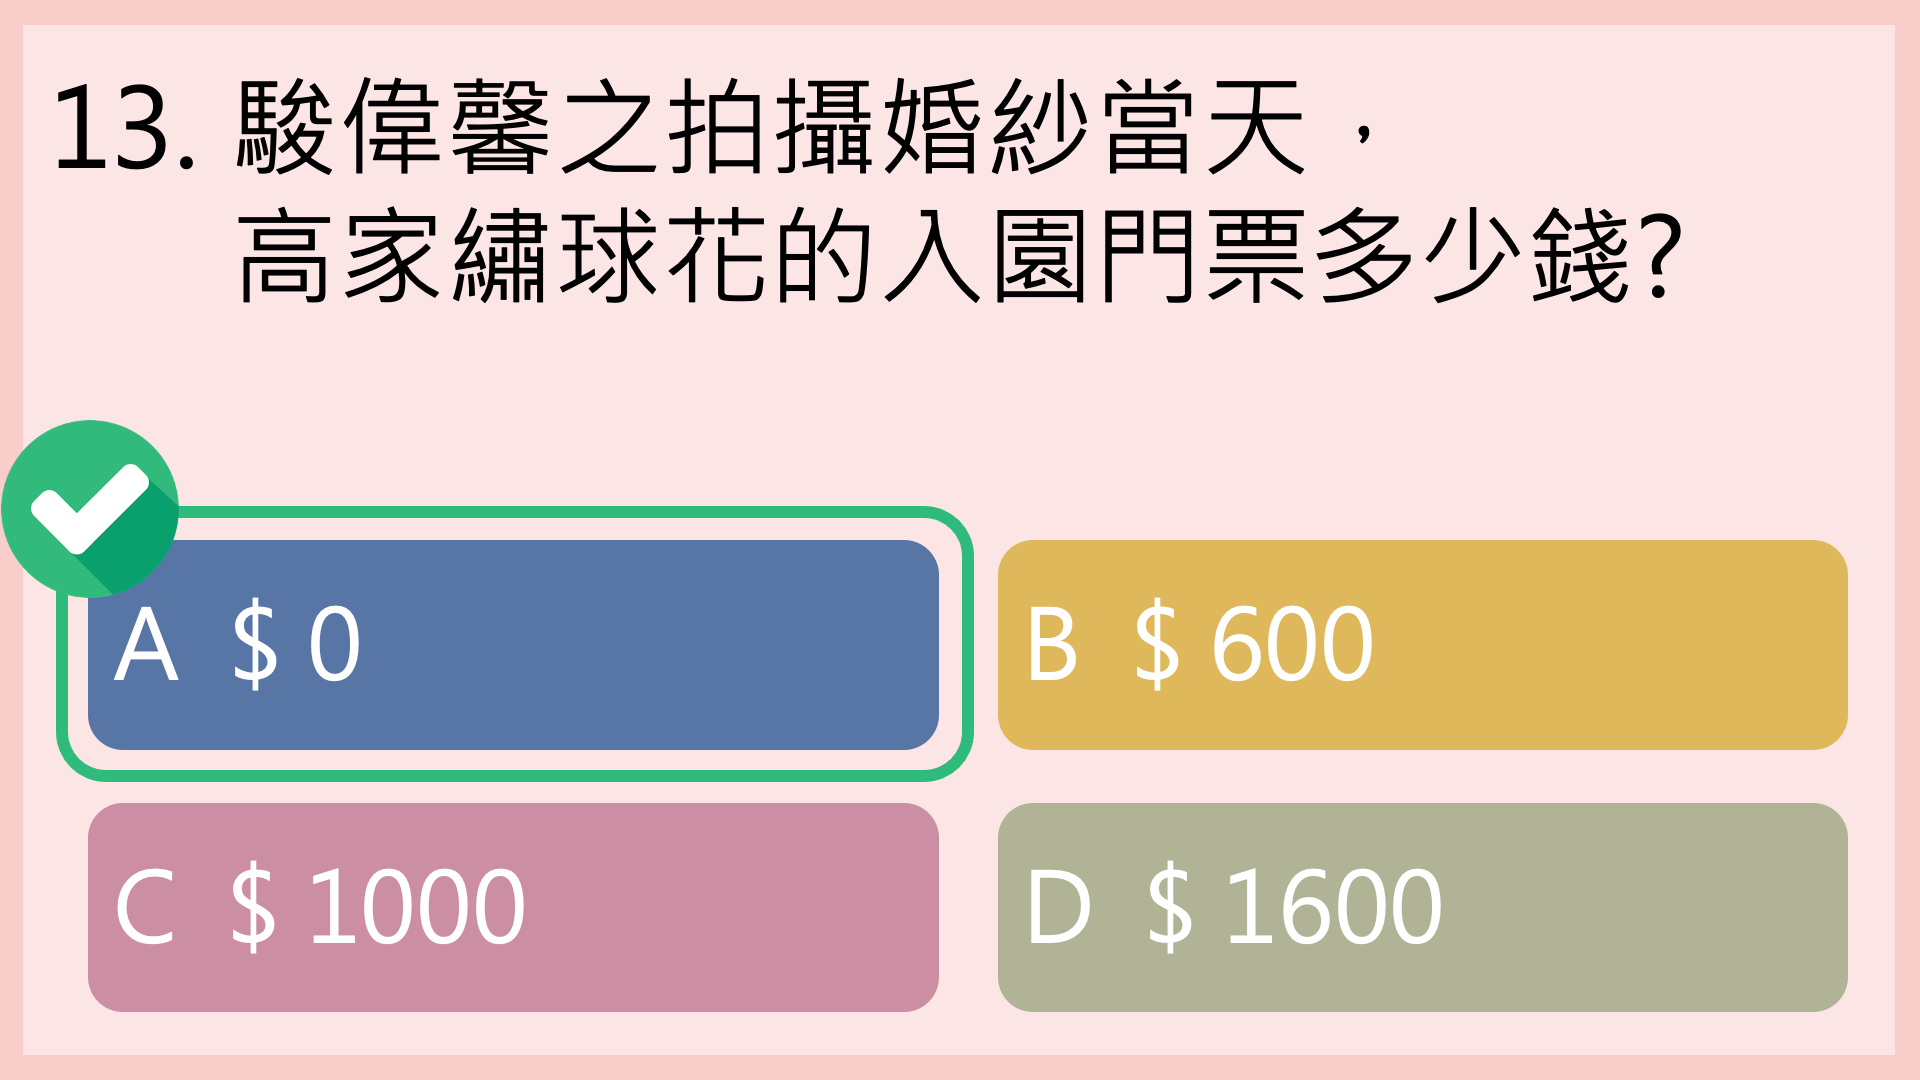 13. 駿偉馨之拍攝婚紗當天，
高家繡球花的入園門票多少錢?
A $ 0
B $ 600
C $ 1000
D $ 1600